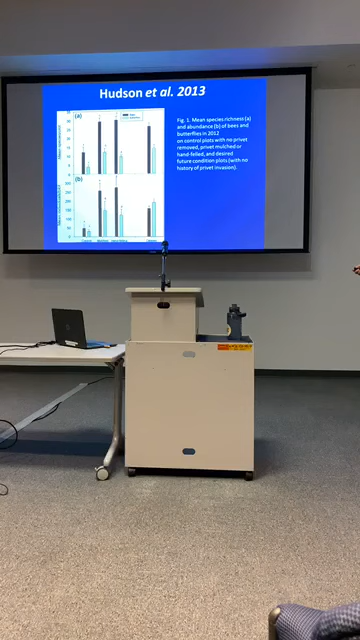 Hudson et al. 2013
(a)
(b)
Fig. 1. Mean species richness (a)
and abundance (b) of bees and
butterflies in 2012
on control plots with no privet
removed, privet mulched or
hand-felled, and desired
future condition plots (with no
history of privet invasion).